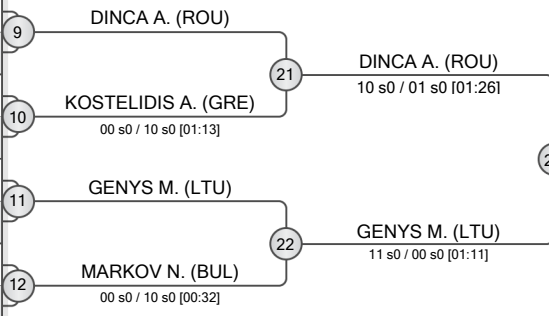 9
DINCA A. (ROU)
21
DINCA A. (ROU)
10 s0 / 01 s0 [01:26]
10
KOSTELIDIS A. (GRE)
00 s0 / 10 s0 [01:13]
2
11
GENYS M. (LTU)
22
GENYS M. (LTU)
11 s0 / 00 s0 [01:11]
12
MARKOV N. (BUL)
00 s0 / 10 s0 [00:32]